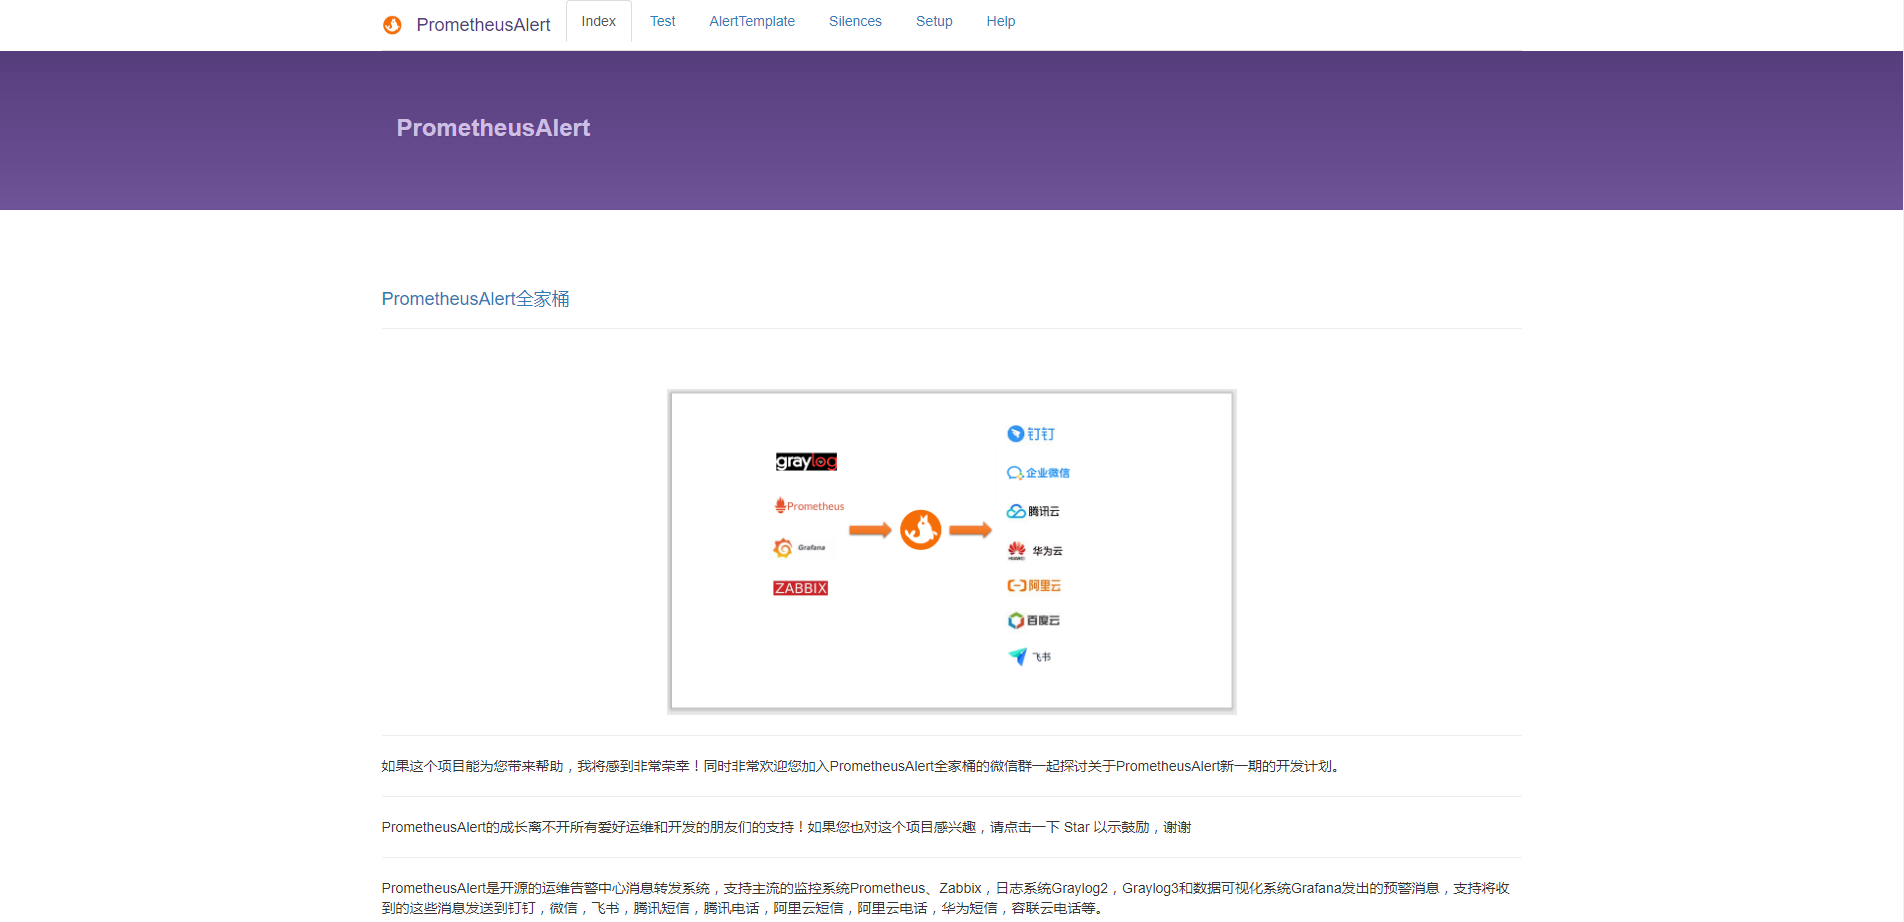 PrometheusAlert
Index
Test
AlertTemplate
Silences
Setup
Help
PrometheusAlert
PrometheusAlert全家桶
graylog
Prometheus
Grafana
ZABBIX
钉钉
企业微信
腾讯云
HUAWEI 华为云
阿里云
百度云
飞书
如果这个项目能为您带来帮助，我将感到非常荣幸！同时非常欢迎您加入PrometheusAlert全家桶的微信群一起探讨关于PrometheusAlert新一期的开发计划。
PrometheusAlert的成长离不开所有爱好运维和开发的朋友们的支持！如果您也对这个项目感兴趣，请点击一下 Star 以示鼓励，谢谢
PrometheusAlert是开源的运维告警中心消息转发系统，支持主流的监控系统Prometheus、Zabbix，日志系统Graylog2，Graylog3和数据可视化系统Grafana发出的预警消息，支持将收
到的这些消息发送到钉钉，微信，飞书，腾讯短信，腾讯电话，阿里云短信，阿里云电话，华为短信，容联云电话等。